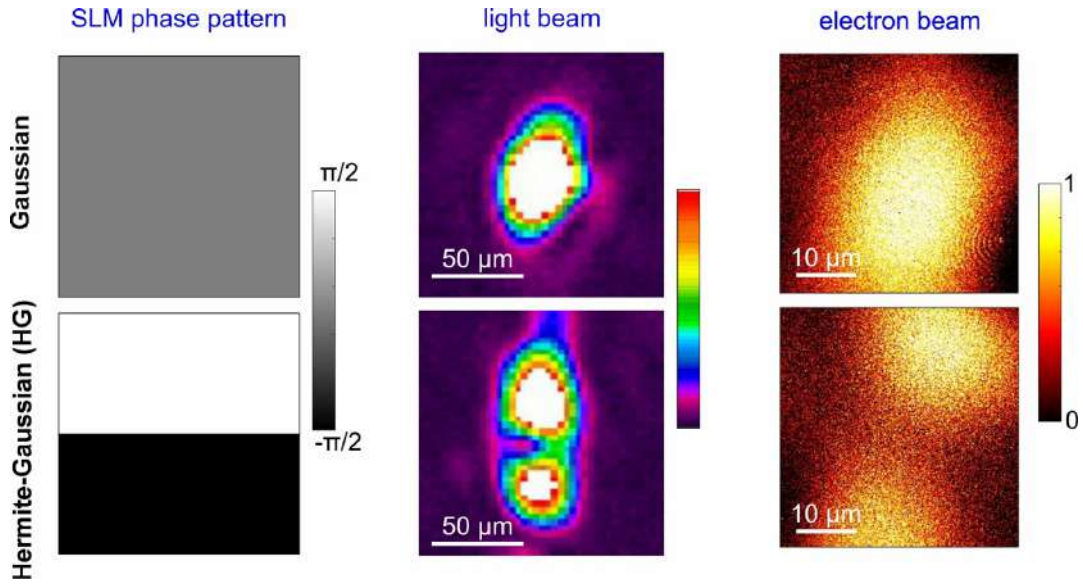 SLM phase pattern
light beam
electron beam
Gaussian
π/2
-π/2
50 µm
10 µm
1
0
Hermite-Gaussian (HG)
50 µm
10 µm